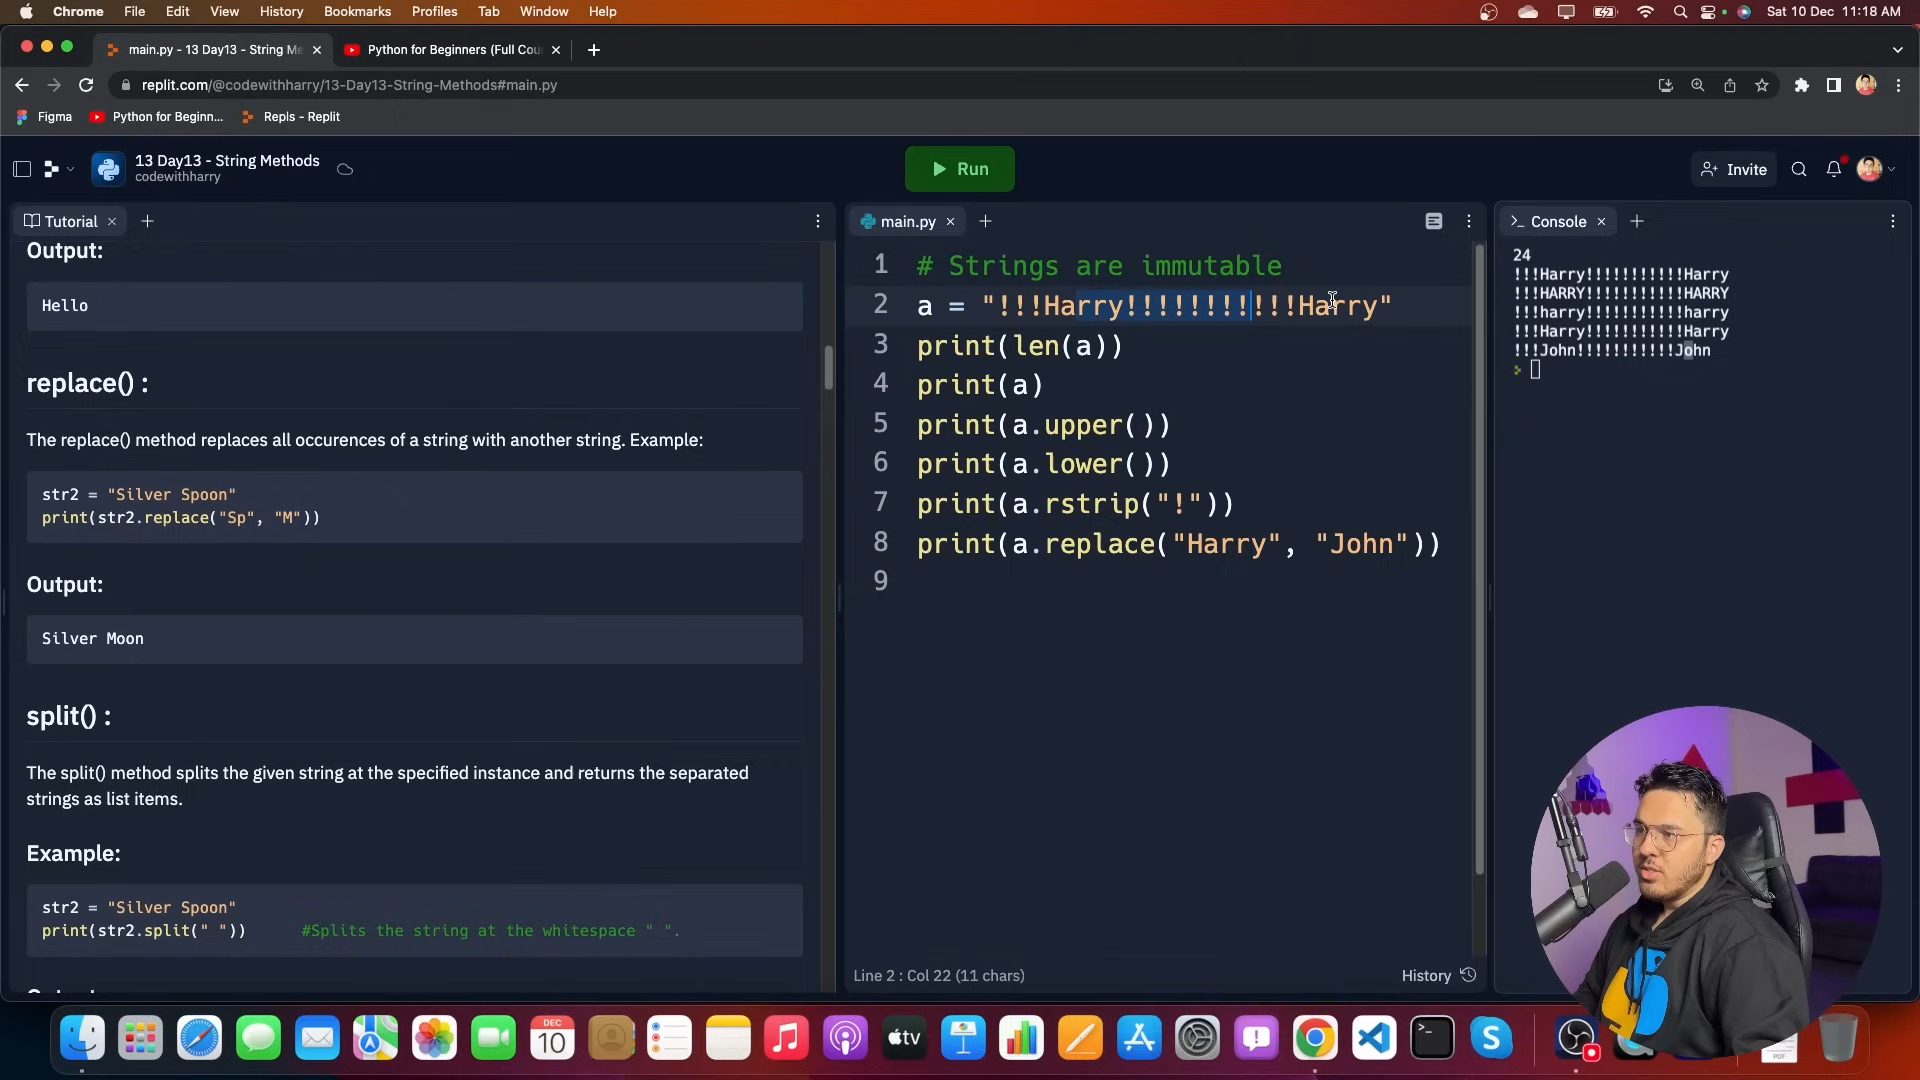 Chrome File Edit View History Bookmarks Profiles Tab Window Help Sat 10 Dec 11:18 AM
main.py - 13 Day13 - String Me Python for Beginners (Full Cou
replit.com/@codewithharry/13-Day13-String-Methods#main.py
Figma Python for Beginn... Repls - Replit
13 Day13 - String Methods
codewithharry
Run
Invite
Tutorial
main.py
Console
Output:
Hello
replace() :
The replace() method replaces all occurences of a string with another string. Example:
str2 = "Silver Spoon"
print(str2.replace("Sp", "M"))
Output:
Silver Moon
split() :
The split() method splits the given string at the specified instance and returns the separated
strings as list items.
Example:
str2 = "Silver Spoon"
print(str2.split(" ")) #Splits the string at the whitespace " ".
1 # Strings are immutable
2 a = "!!!Harry!!!!!!!!!!!Harry"
3 print(len(a))
4 print(a)
5 print(a.upper())
6 print(a.lower())
7 print(a.rstrip("!"))
8 print(a.replace("Harry", "John"))
9
Line 2 : Col 22 (11 chars)
History
24
!!!Harry!!!!!!!!!!!Harry
!!!HARRY!!!!!!!!!!!HARRY
!!!harry!!!!!!!!!!!harry
!!!Harry!!!!!!!!!!!Harry
!!!John!!!!!!!!!!!John
DEC
10
tv
PDF